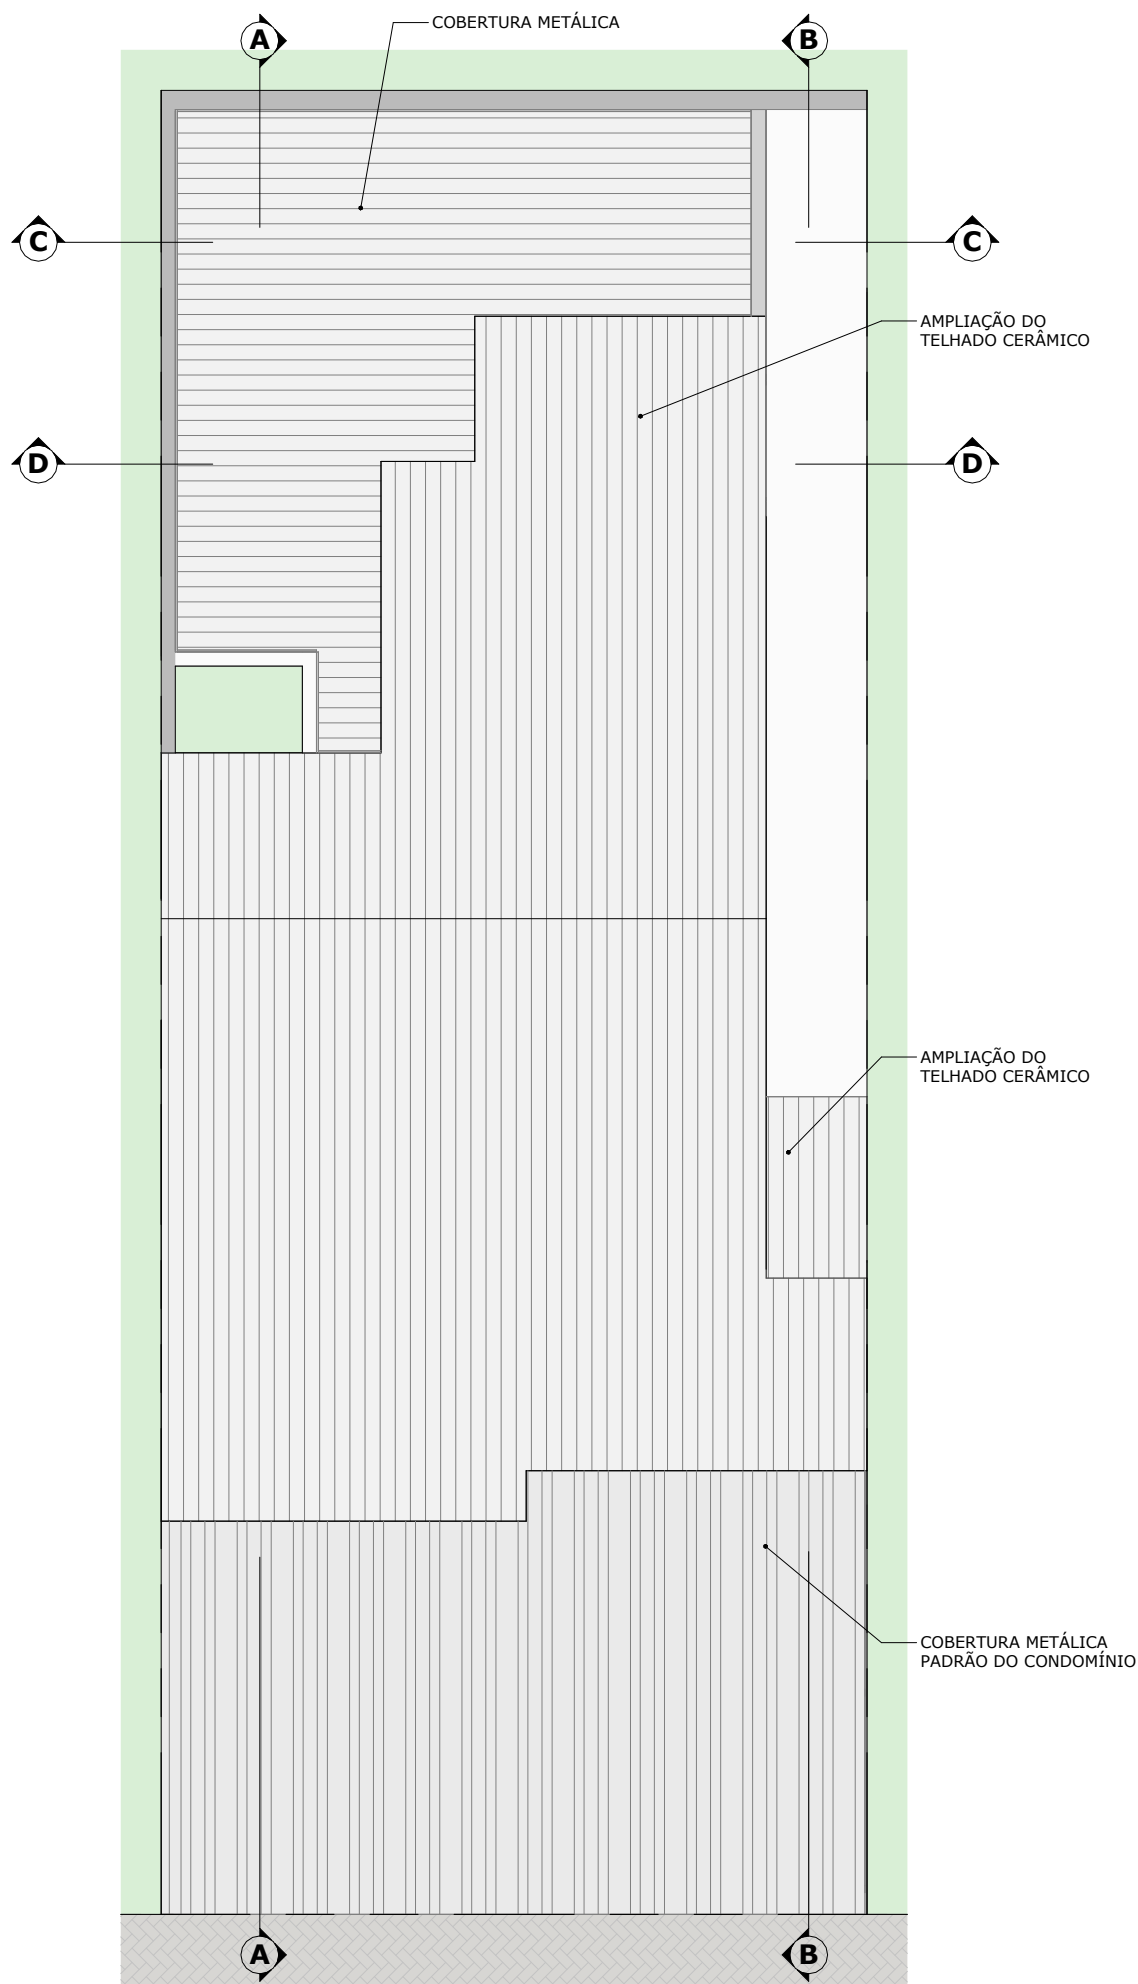 COBERTURA METÁLICA
A
B
C
C
AMPLIAÇÃO DO
TELHADO CERÂMICO
D
D
AMPLIAÇÃO DO
TELHADO CERÂMICO
COBERTURA METÁLICA
PADRÃO DO CONDOMÍNIO
A
B